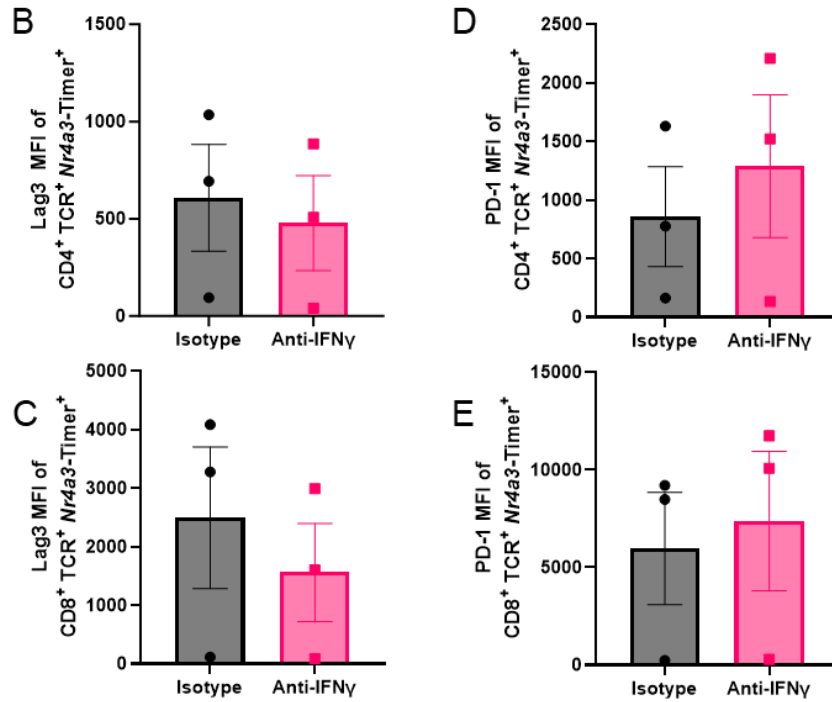 B
Lag3 MFI of
CD4⁺ TCR⁺ Nr4a3-Timer⁺
1500
1000
500
0
Isotype
Anti-IFNγ
D
PD-1 MFI of
CD4⁺ TCR⁺ Nr4a3-Timer⁺
2500
2000
1500
1000
500
0
Isotype
Anti-IFNγ
C
Lag3 MFI of
CD8⁺ TCR⁺ Nr4a3-Timer⁺
5000
4000
3000
2000
1000
0
Isotype
Anti-IFNγ
E
PD-1 MFI of
CD8⁺ TCR⁺ Nr4a3-Timer⁺
15000
10000
5000
0
Isotype
Anti-IFNγ